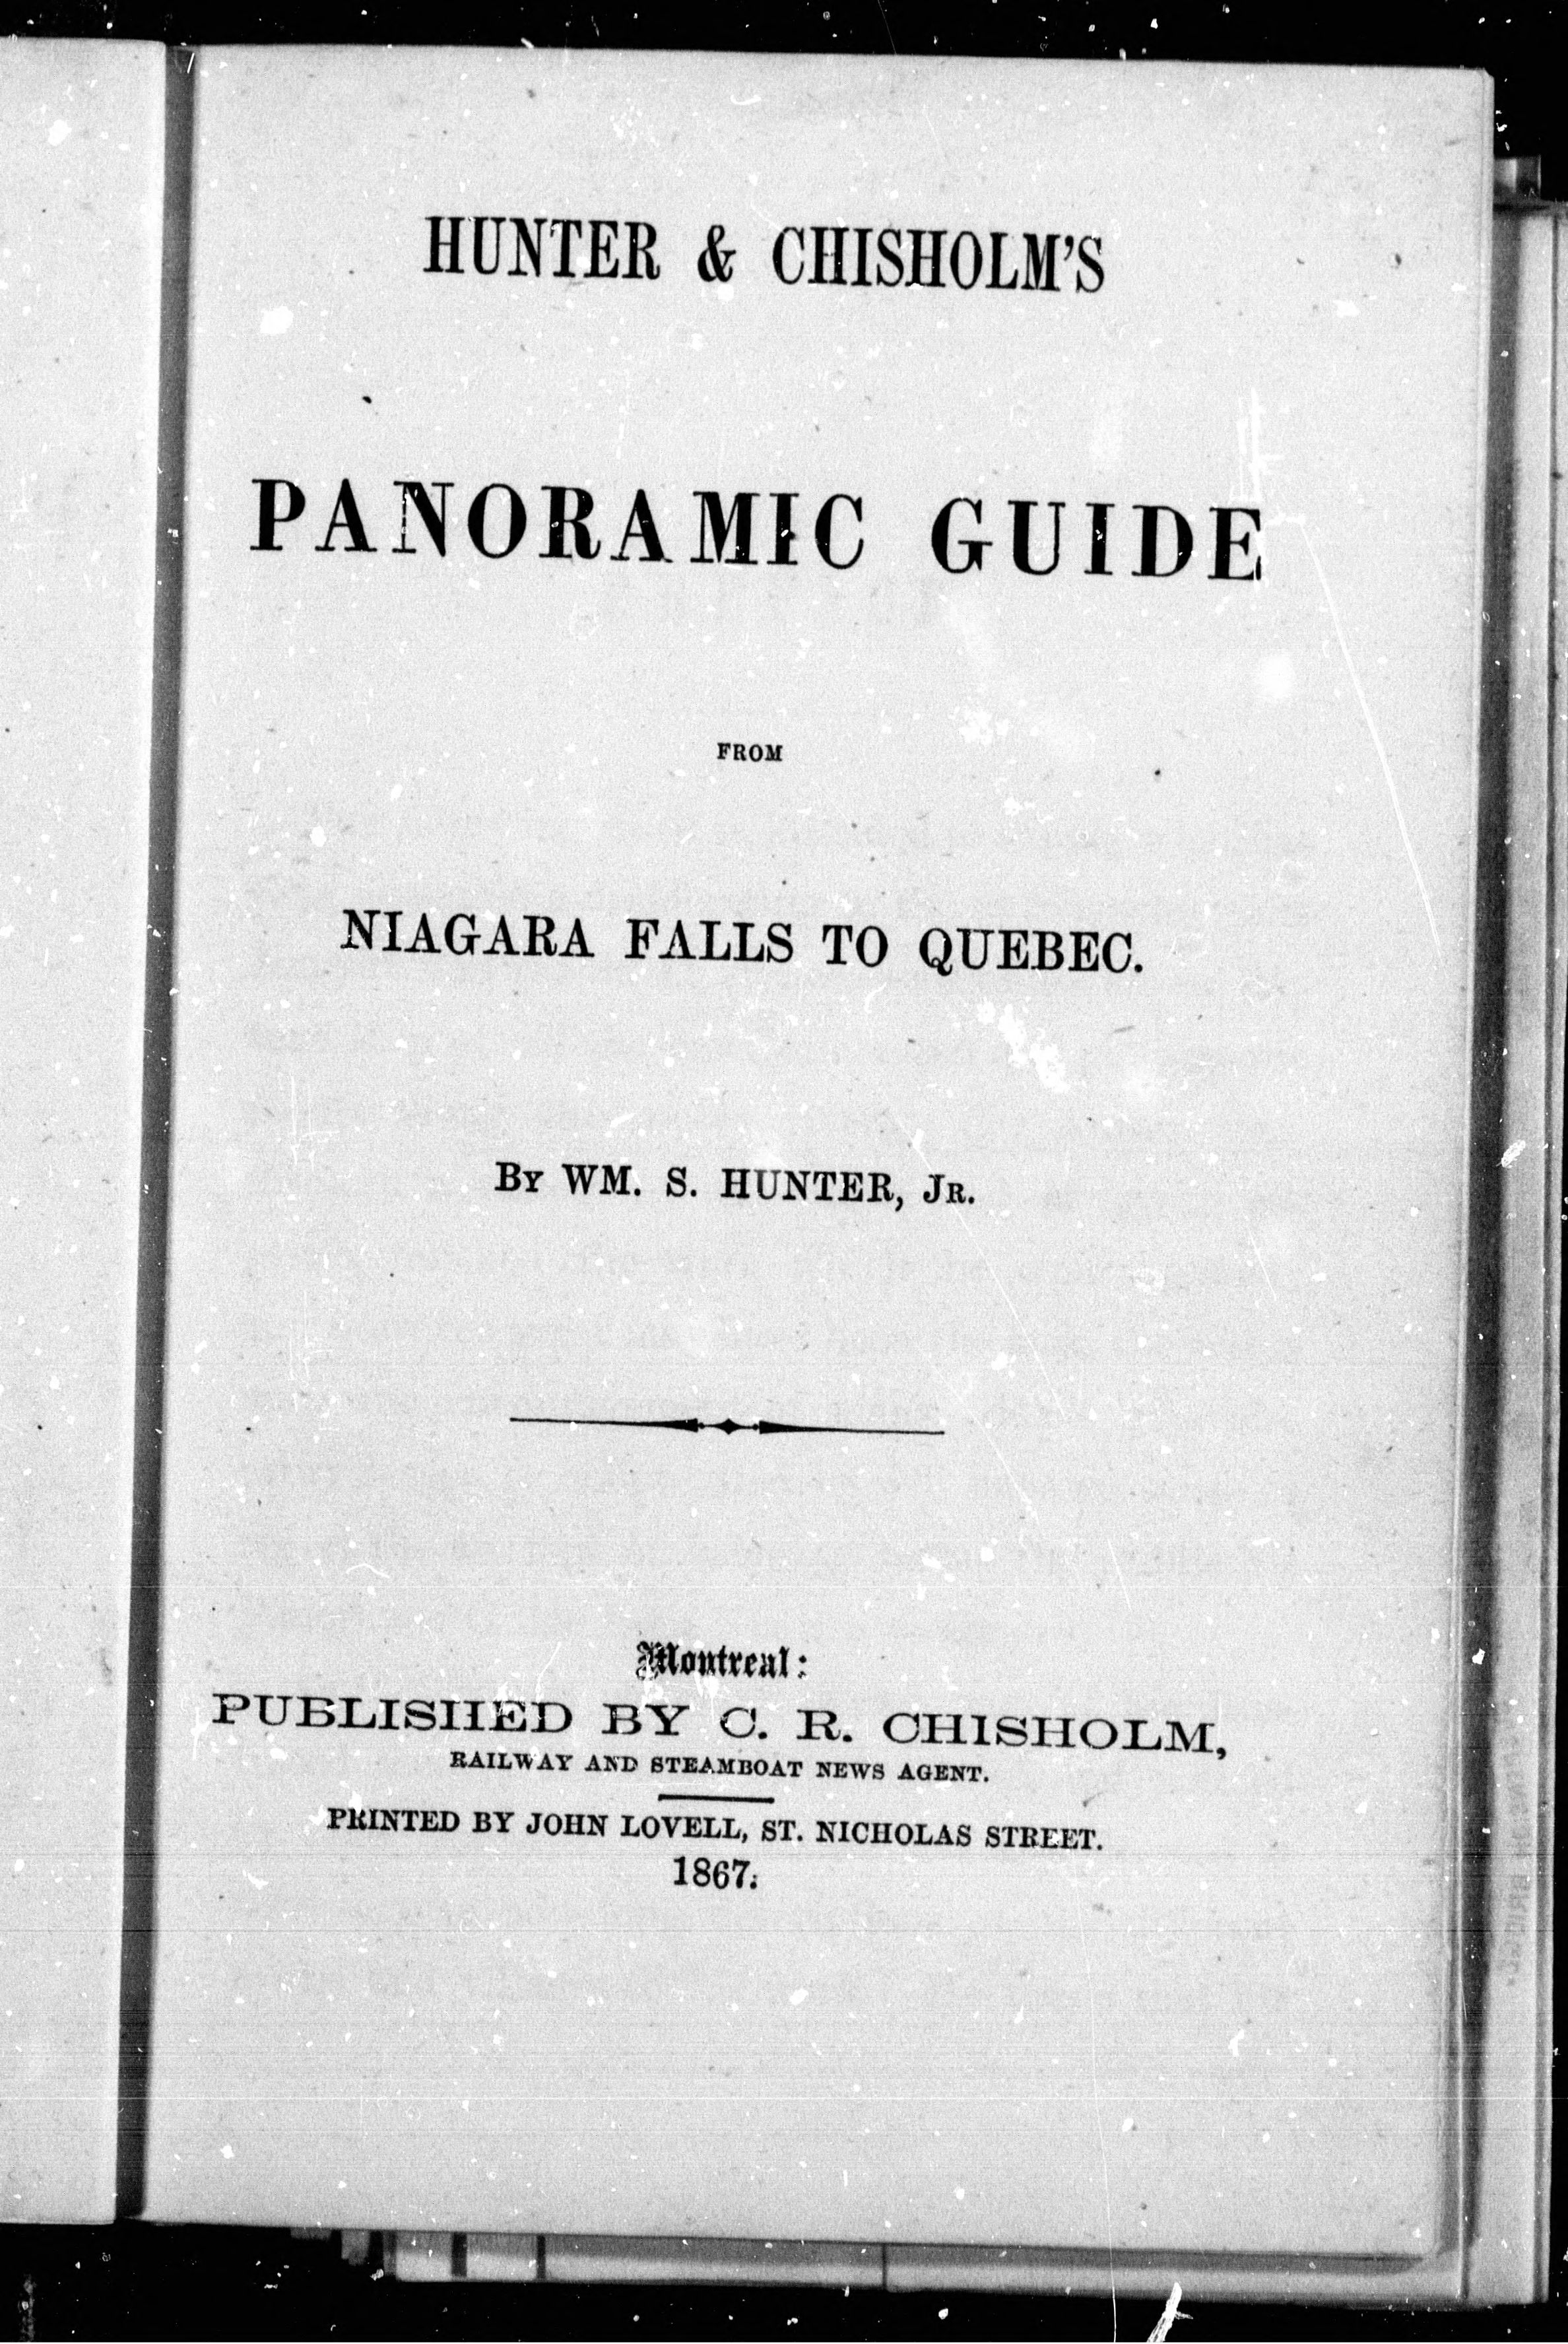 HUNTER & CHISHOLM'S
PANORAMIC GUIDE
FROM
NIAGARA FALLS TO QUEBEC.
By WM. S. HUNTER, Jr.
Montreal:
PUBLISHED BY C. R. CHISHOLM,
RAILWAY AND STEAMBOAT NEWS AGENT.
PRINTED BY JOHN LOVELL, ST. NICHOLAS STREET.
1867.